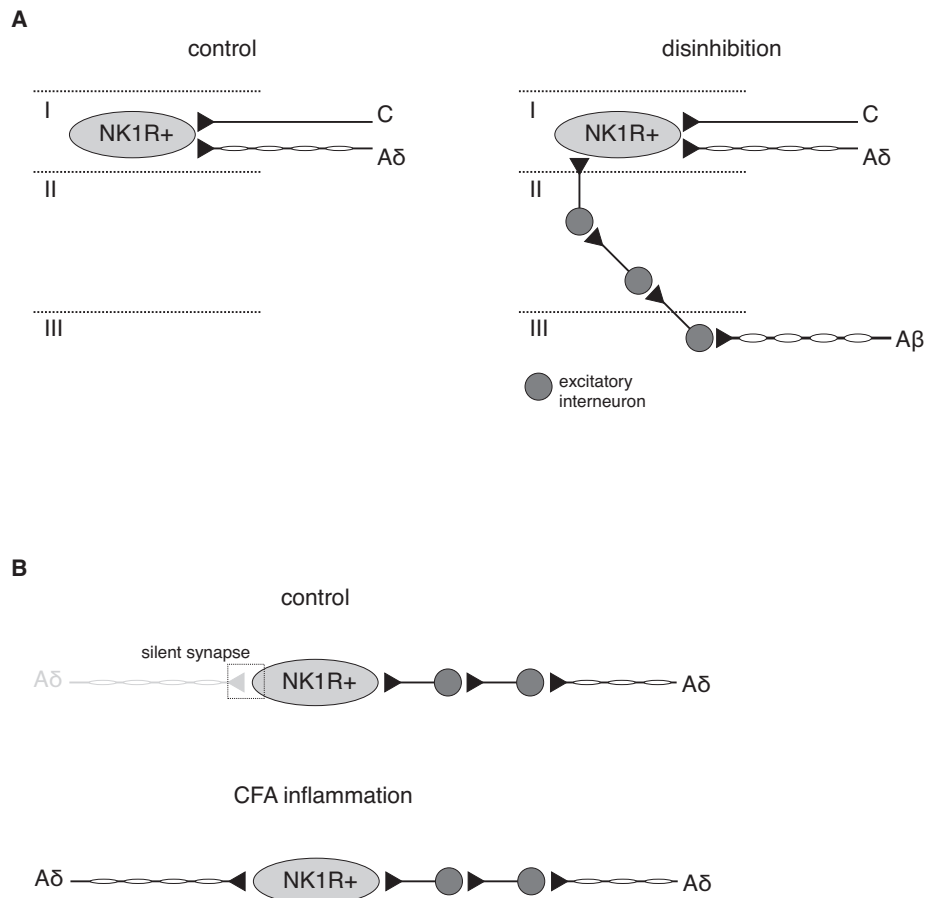 A
control
disinhibition
I
NK1R+
C
Aδ
II
III
I
NK1R+
C
Aδ
II
III
Aβ
excitatory
interneuron
B
control
silent synapse
Aδ
NK1R+
Aδ
CFA inflammation
Aδ
NK1R+
Aδ